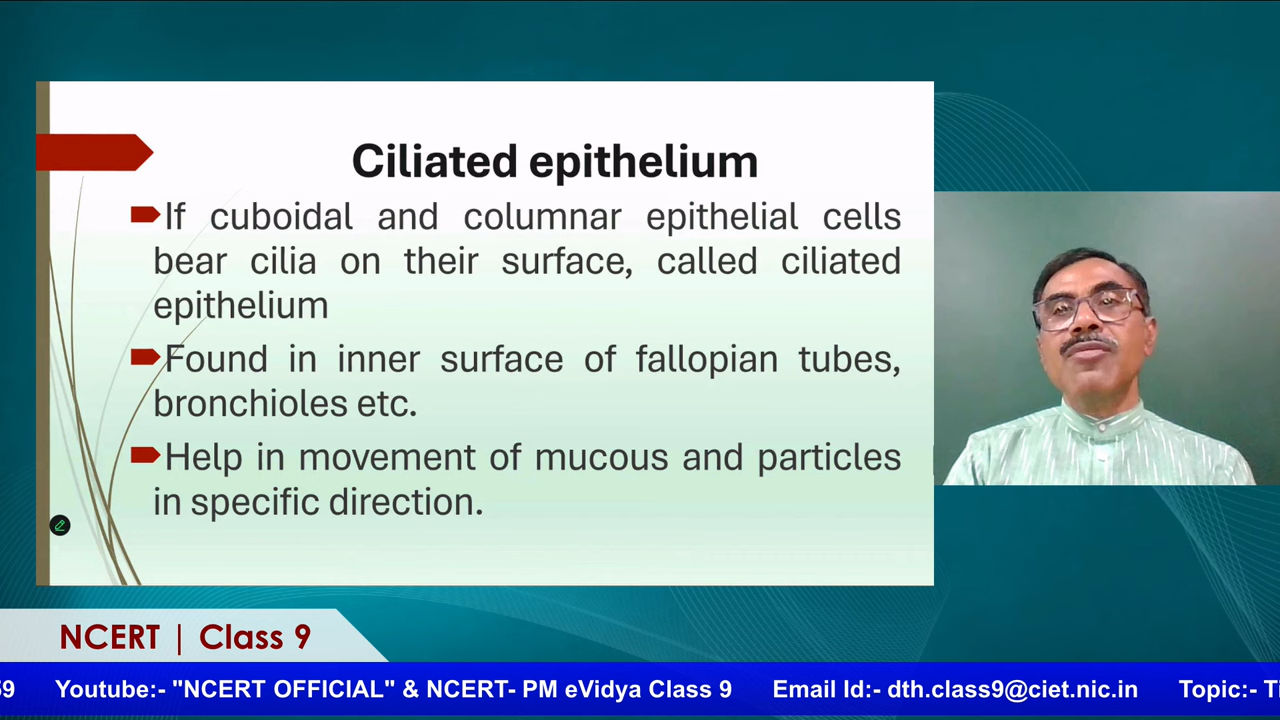 Ciliated epithelium
If cuboidal and columnar epithelial cells
bear cilia on their surface, called ciliated
epithelium
Found in inner surface of fallopian tubes,
bronchioles etc.
Help in movement of mucous and particles
in specific direction.
NCERT | Class 9
59 Youtube:- "NCERT OFFICIAL" & NCERT- PM eVidya Class 9 Email Id:- dth.class9@ciet.nic.in Topic:-